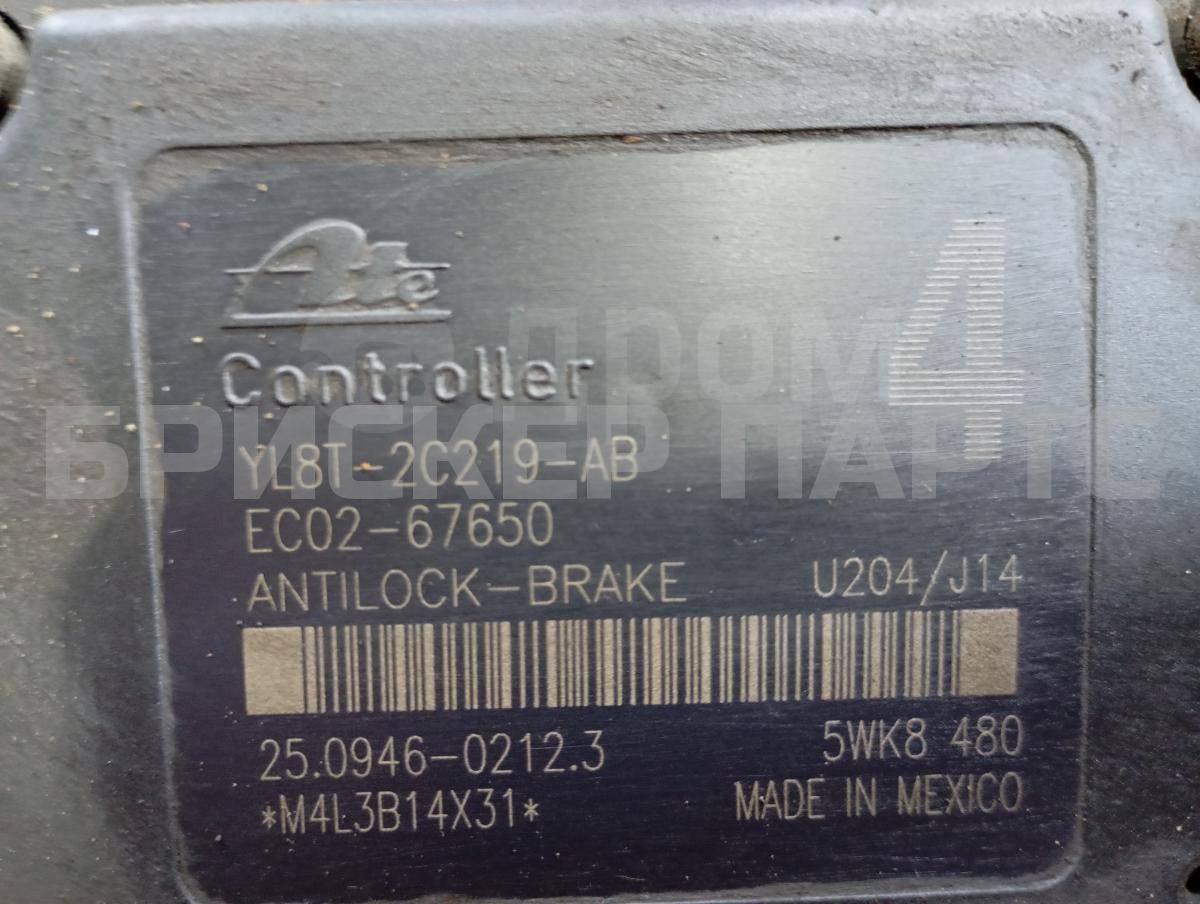 Ate
4
Controller
YL8T-2C219-AB
EC02-67650
ANTILOCK-BRAKE U204/J14
25.0946-0212.3 5WK8 480
*M4L3B14X31* MADE IN MEXICO
ДРОМ
БРИСКЕР ПАРТС